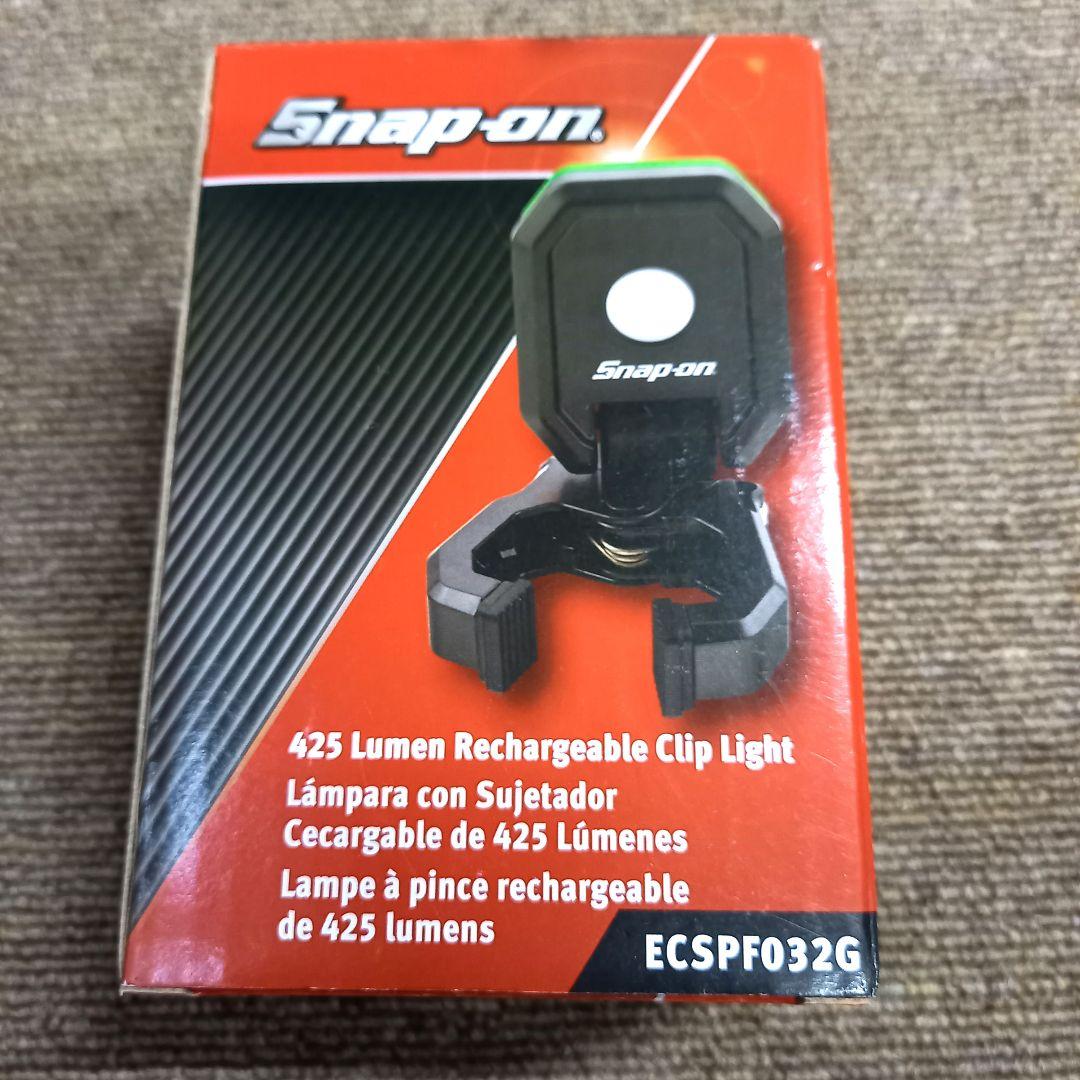 Snap-on
Snap-on
425 Lumen Rechargeable Clip Light
Lámpara con Sujetador
Cecargable de 425 Lúmenes
Lampe à pince rechargeable
de 425 lumens
ECSPF032G